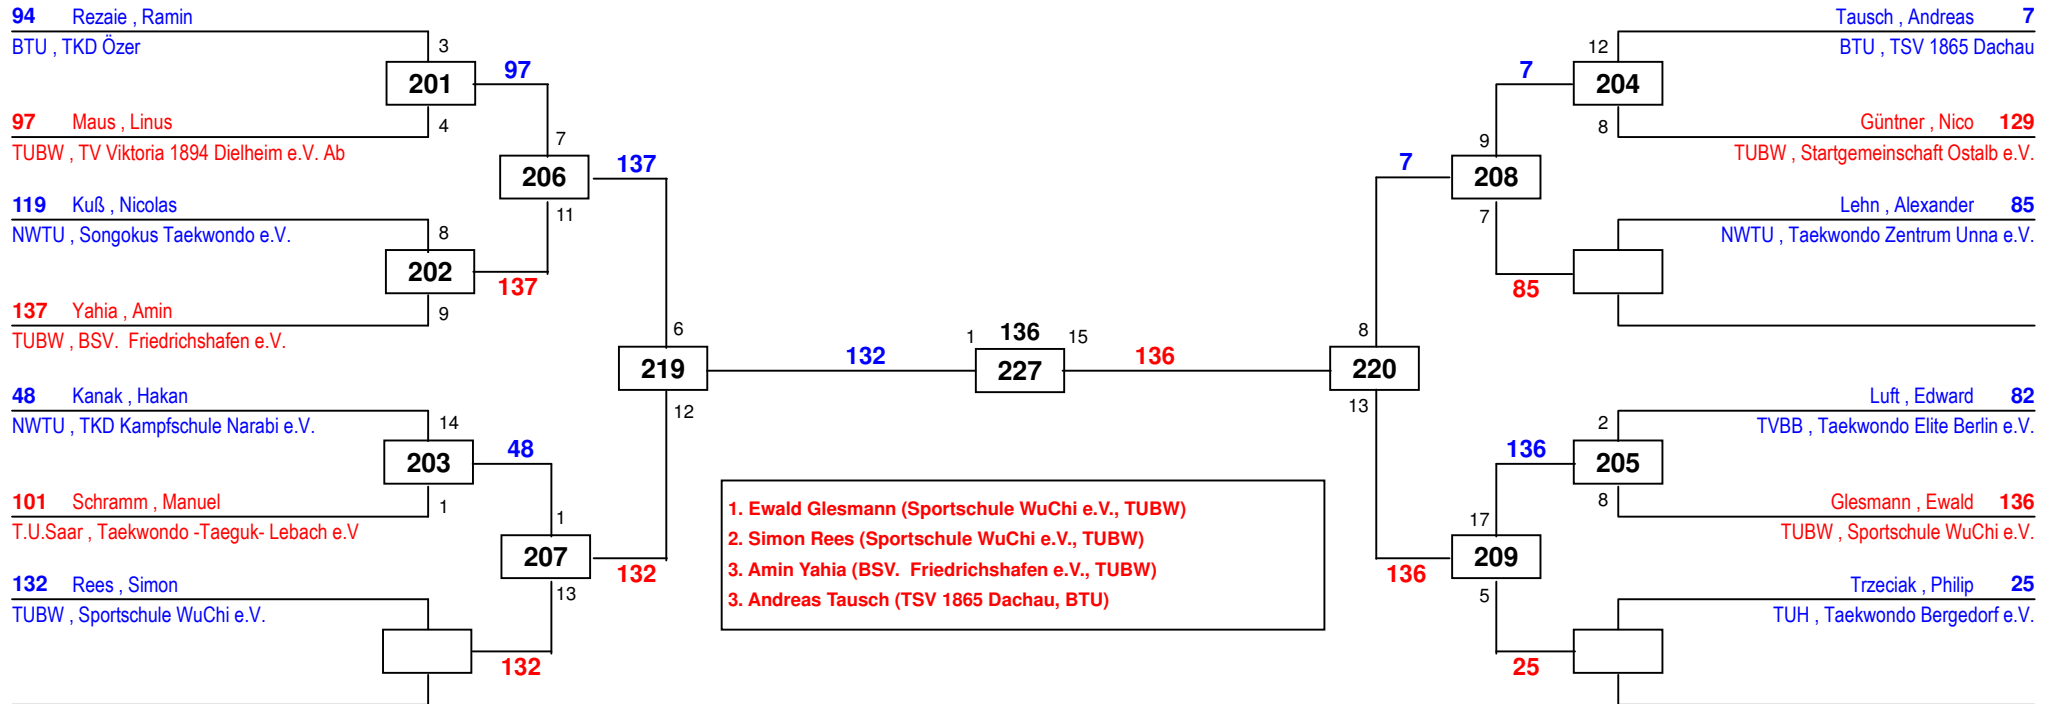 94 Rezaie , Ramin
BTU , TKD Özer
3
201
97
4
97 Maus , Linus
TUBW , TV Viktoria 1894 Dielheim e.V. Ab
7
206
137
11
119 Kuß , Nicolas
NWTU , Songokus Taekwondo e.V.
8
202
137
9
137 Yahia , Amin
TUBW , BSV.  Friedrichshafen e.V.
6
219
132
12
48 Kanak , Hakan
NWTU , TKD Kampfschule Narabi e.V.
14
203
48
1
101 Schramm , Manuel
T.U.Saar , Taekwondo -Taeguk- Lebach e.V
1
207
132
13
132 Rees , Simon
TUBW , Sportschule WuChi e.V.
132
1 136 15
227
136
1. Ewald Glesmann (Sportschule WuChi e.V., TUBW)
2. Simon Rees (Sportschule WuChi e.V., TUBW)
3. Amin Yahia (BSV.  Friedrichshafen e.V., TUBW)
3. Andreas Tausch (TSV 1865 Dachau, BTU)
Tausch , Andreas 7
BTU , TSV 1865 Dachau
12
7
204
8
Güntner , Nico 129
TUBW , Startgemeinschaft Ostalb e.V.
9
7
208
7
Lehn , Alexander 85
NWTU , Taekwondo Zentrum Unna e.V.
85
8
220
13
Luft , Edward 82
TVBB , Taekwondo Elite Berlin e.V.
2
136
205
8
Glesmann , Ewald 136
TUBW , Sportschule WuChi e.V.
17
209
136
5
Trzeciak , Philip 25
TUH , Taekwondo Bergedorf e.V.
25